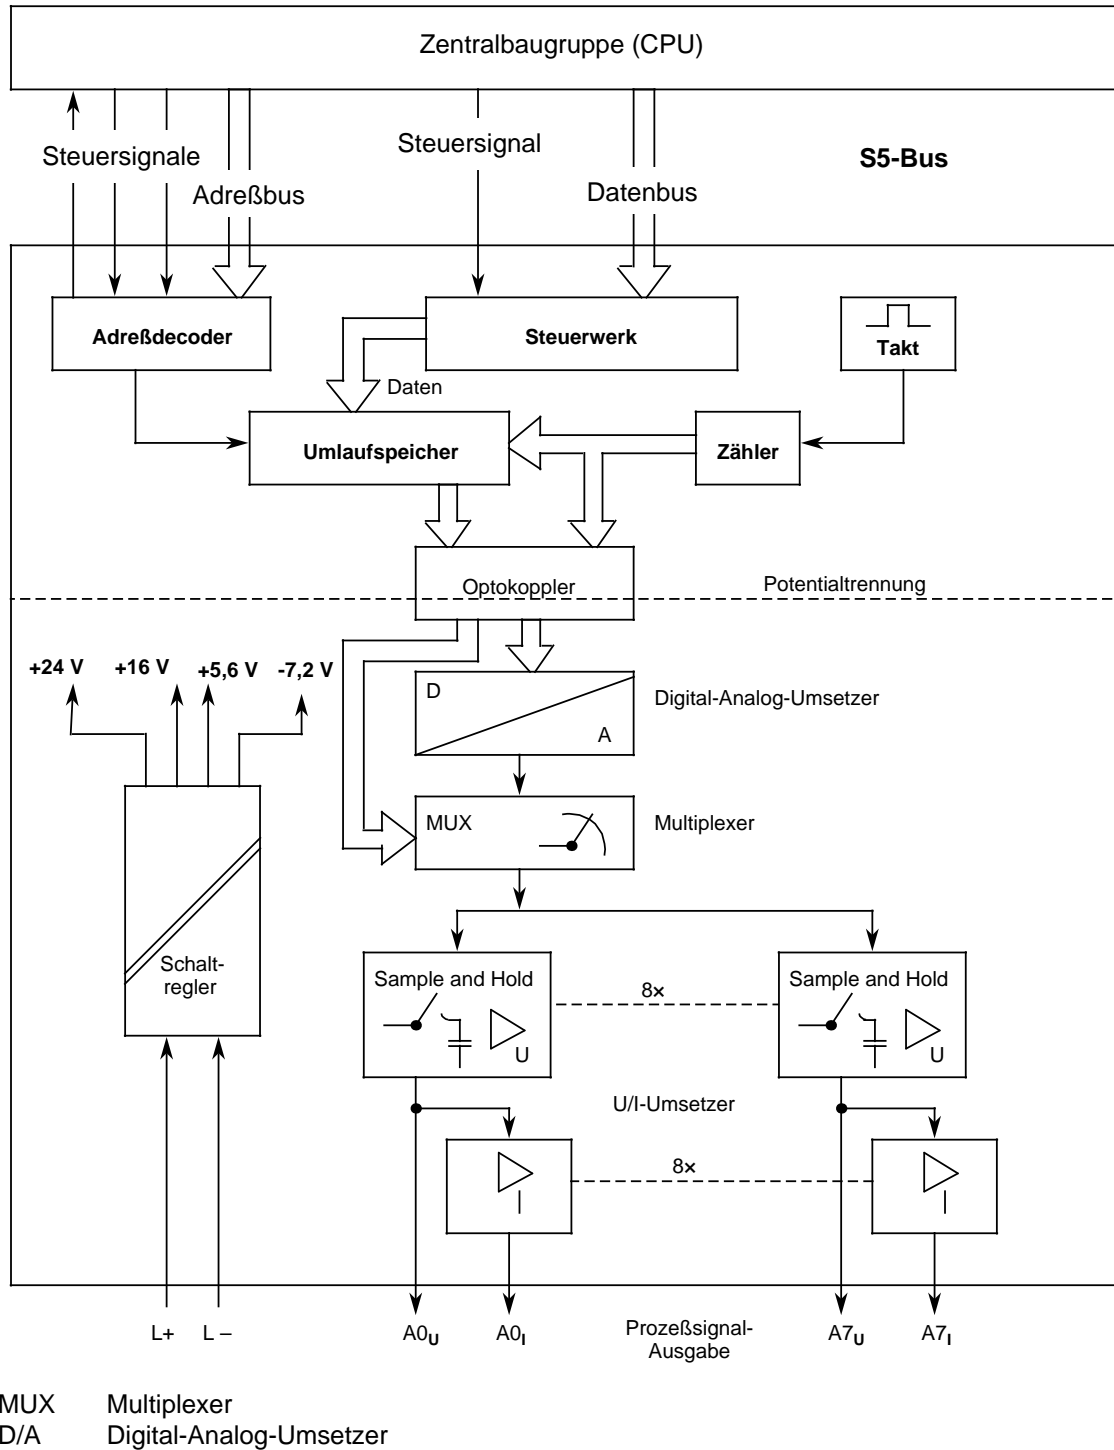 Zentralbaugruppe (CPU)
Steuersignale
Steuersignal
S5-Bus
Adreßbus
Datenbus
Adreßdecoder
Steuerwerk
Takt
Daten
Umlaufspeicher
Zähler
Optokoppler
Potentialtrennung
+24 V
+16 V
+5,6 V
-7,2 V
D
A
Digital-Analog-Umsetzer
MUX
Multiplexer
Schalt-
regler
Sample and Hold
U
8×
Sample and Hold
U
U/I-Umsetzer
I
8×
I
L+
L –
A0U
A0I
Prozeßsignal-
Ausgabe
A7U
A7I
MUX Multiplexer
D/A Digital-Analog-Umsetzer